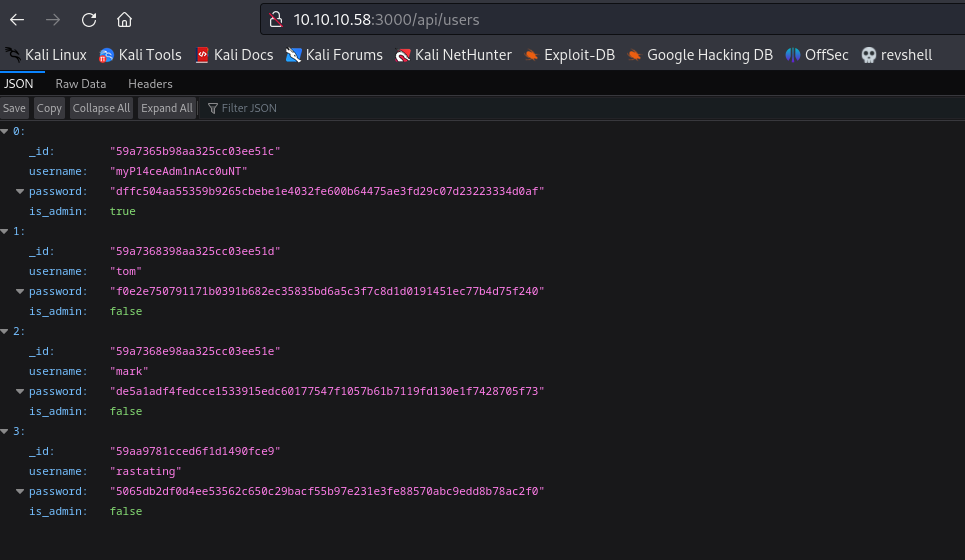 10.10.10.58:3000/api/users
Kali Linux Kali Tools Kali Docs Kali Forums Kali NetHunter Exploit-DB Google Hacking DB OffSec revshell
JSON Raw Data Headers
Save Copy Collapse All Expand All Filter JSON
0:
_id: "59a7365b98aa325cc03ee51c"
username: "myP14ceAdm1nAcc0uNT"
password: "dffc504aa55359b9265cbebe1e4032fe600b64475ae3fd29c07d23223334d0af"
is_admin: true
1:
_id: "59a7368398aa325cc03ee51d"
username: "tom"
password: "f0e2e750791171b0391b682ec35835bd6a5c3f7c8d1d0191451ec77b4d75f240"
is_admin: false
2:
_id: "59a7368e98aa325cc03ee51e"
username: "mark"
password: "de5a1adf4fedcce1533915edc60177547f1057b61b7119fd130e1f7428705f73"
is_admin: false
3:
_id: "59aa9781cced6f1d1490fce9"
username: "rastating"
password: "5065db2df0d4ee53562c650c29bacf55b97e231e3fe88570abc9edd8b78ac2f0"
is_admin: false